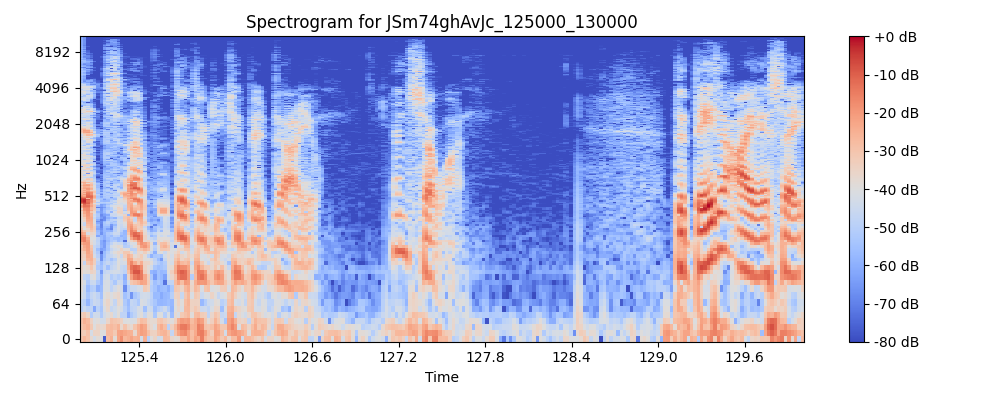 Spectrogram for JSm74ghAvJc_125000_130000
8192
4096
2048
1024
512
256
128
64
0
Hz
125.4 126.0 126.6 127.2 127.8 128.4 129.0 129.6
Time
+0 dB
-10 dB
-20 dB
-30 dB
-40 dB
-50 dB
-60 dB
-70 dB
-80 dB